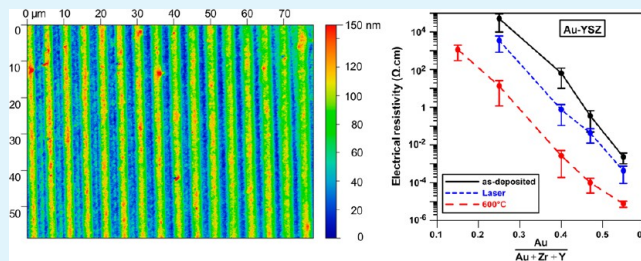 0 µm 10 20 30 40 50 60 70
0
10
20
30
40
50
150 nm
120
100
80
60
40
20
0
Electrical resistivity (Ω.cm)
10⁴
10²
1
10⁻²
10⁻⁴
10⁻⁶
Au-YSZ
as-deposited
Laser
600°C
0.1 0.2 0.3 0.4 0.5
Au
Au + Zr + Y